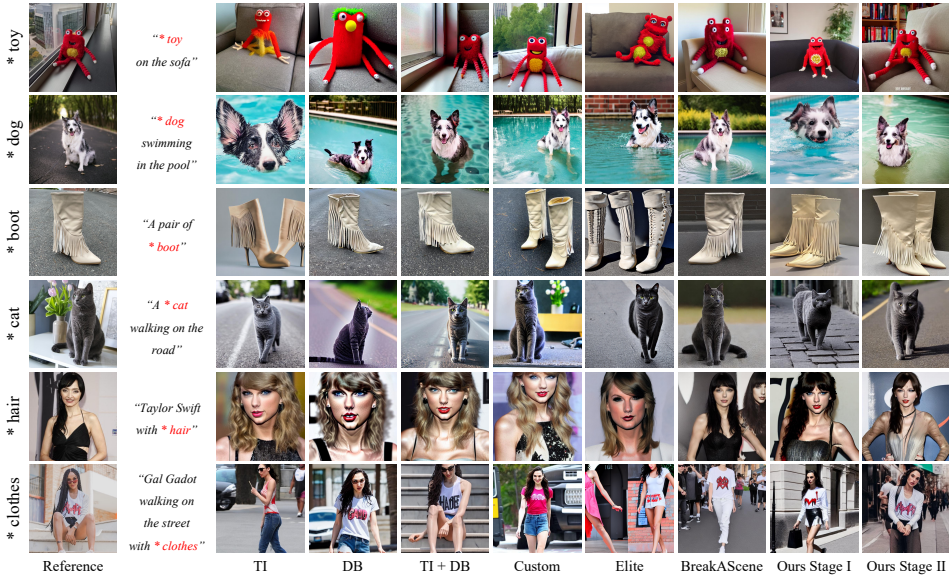 * toy
"* toy
on the sofa"
* dog
"* dog
swimming
in the pool"
* boot
"A pair of
* boot"
* cat
"A * cat
walking on the
road"
* hair
"Taylor Swift
with * hair"
* clothes
"Gal Gadot
walking on
the street
with * clothes"
Reference
TI
DB
TI + DB
Custom
Elite
BreakAScene
Ours Stage I
Ours Stage II